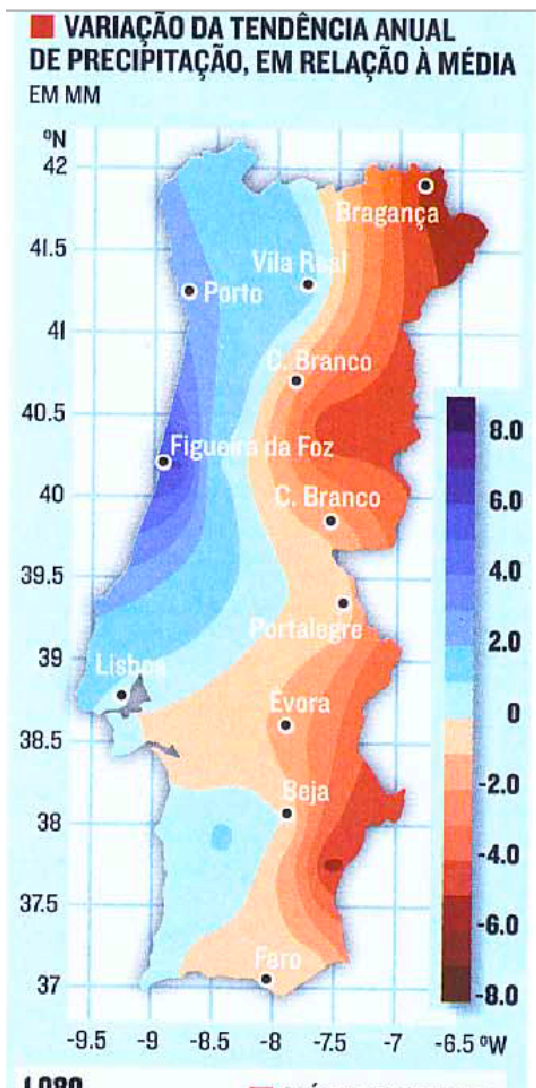 VARIAÇÃO DA TENDÊNCIA ANUAL
DE PRECIPITAÇÃO, EM RELAÇÃO À MÉDIA
EM MM
ºN
42
41.5
41
40.5
40
39.5
39
38.5
38
37.5
37
Bragança
Vila Real
Porto
C. Branco
Figueira da Foz
C. Branco
Portalegre
Lisboa
Évora
Beja
Faro
8.0
6.0
4.0
2.0
0
-2.0
-4.0
-6.0
-8.0
-9.5 -9 -8.5 -8 -7.5 -7 -6.5 ºW